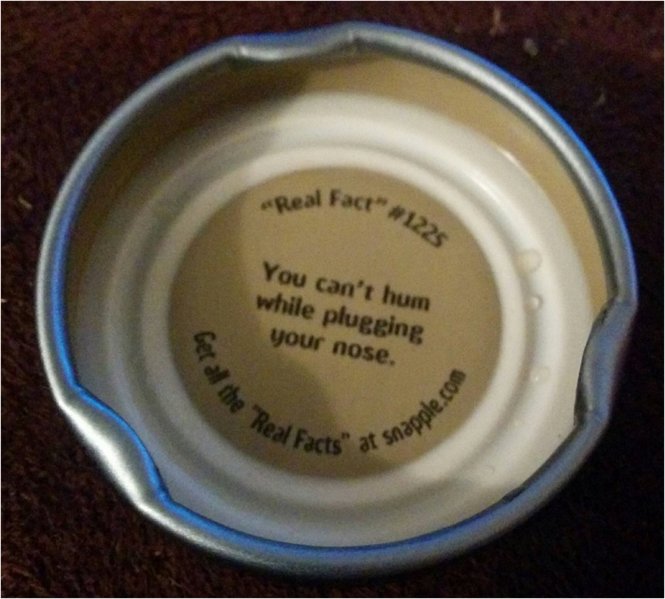 "Real Fact" #1225
You can't hum
while plugging
your nose.
Get all the "Real Facts" at snapple.com